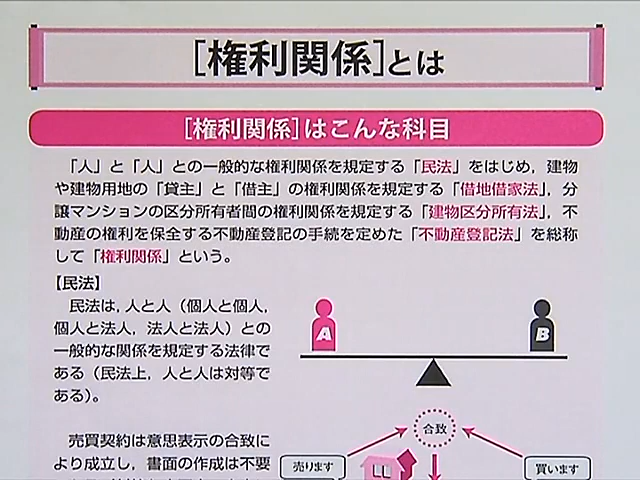 [権利関係]とは
[権利関係]はこんな科目
「人」と「人」との一般的な権利関係を規定する「民法」をはじめ，建物
や建物用地の「貸主」と「借主」の権利関係を規定する「借地借家法」，分
譲マンションの区分所有者間の権利関係を規定する「建物区分所有法」，不
動産の権利を保全する不動産登記の手続を定めた「不動産登記法」を総称
して「権利関係」という。
【民法】
民法は，人と人（個人と個人，
個人と法人，法人と法人）との
一般的な関係を規定する法律で
ある（民法上，人と人は対等で
ある）。
A
B
売買契約は意思表示の合致に
より成立し，書面の作成は不要
合致
売ります
買います